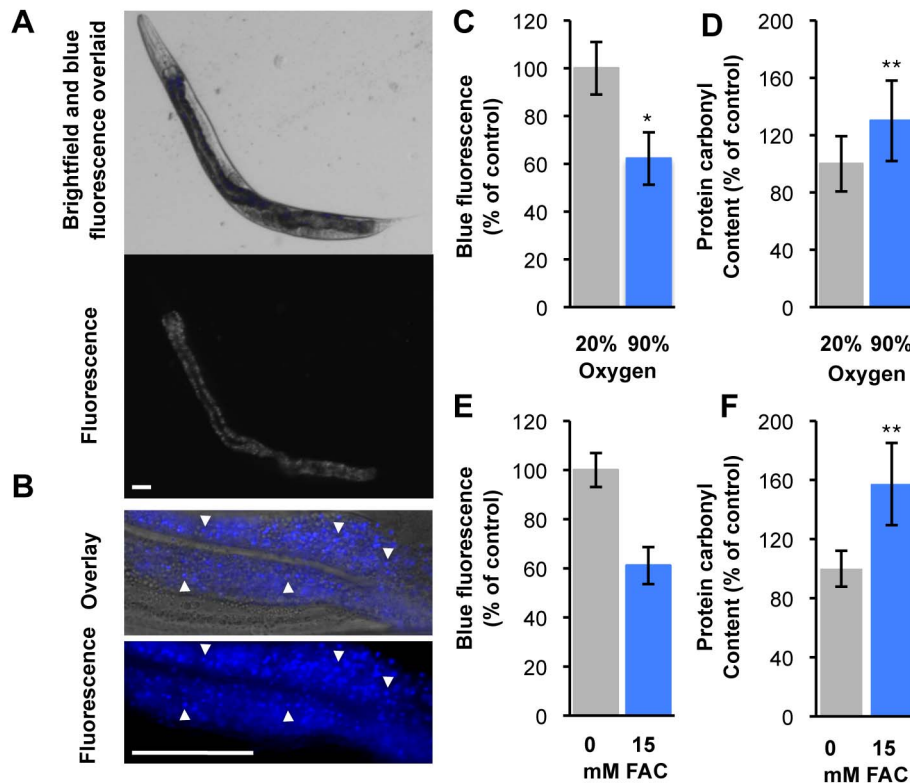 A
Brightfield and blue
fluorescence overlaid
Fluorescence
B
Overlay
Fluorescence
C
Blue fluorescence
(% of control)
120
100
80
60
40
20
0
*
20% 90%
Oxygen
D
Protein carbonyl
Content (% of control)
200
160
120
80
40
0
**
20% 90%
Oxygen
E
Blue fluorescence
(% of control)
120
100
80
60
40
20
0
0 15
mM FAC
F
Protein carbonyl
Content (% of control)
200
160
120
80
40
0
**
0 15
mM FAC